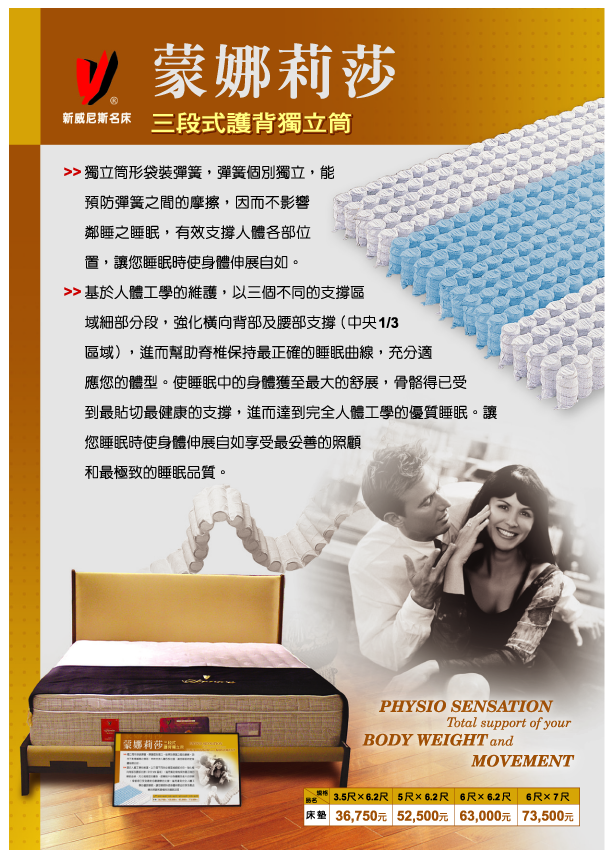 蒙娜莉莎
新威尼斯名床
®
三段式護背獨立筒
>> 獨立筒形袋裝彈簧，彈簧個別獨立，能
預防彈簧之間的摩擦，因而不影響
鄰睡之睡眠，有效支撐人體各部位
置，讓您睡眠時使身體伸展自如。
>> 基於人體工學的維護，以三個不同的支撐區
域細部分段，強化橫向背部及腰部支撐（中央1/3
區域），進而幫助脊椎保持最正確的睡眠曲線，充分適
應您的體型。使睡眠中的身體獲至最大的舒展，骨骼得已受
到最貼切最健康的支撐，進而達到完全人體工學的優質睡眠。讓
您睡眠時使身體伸展自如享受最妥善的照顧
和最極致的睡眠品質。
蒙娜莉莎
PHYSIO SENSATION
Total support of your
BODY WEIGHT and
MOVEMENT
規格 3.5尺×6.2尺 5尺×6.2尺 6尺×6.2尺 6尺×7尺
床墊 36,750元 52,500元 63,000元 73,500元